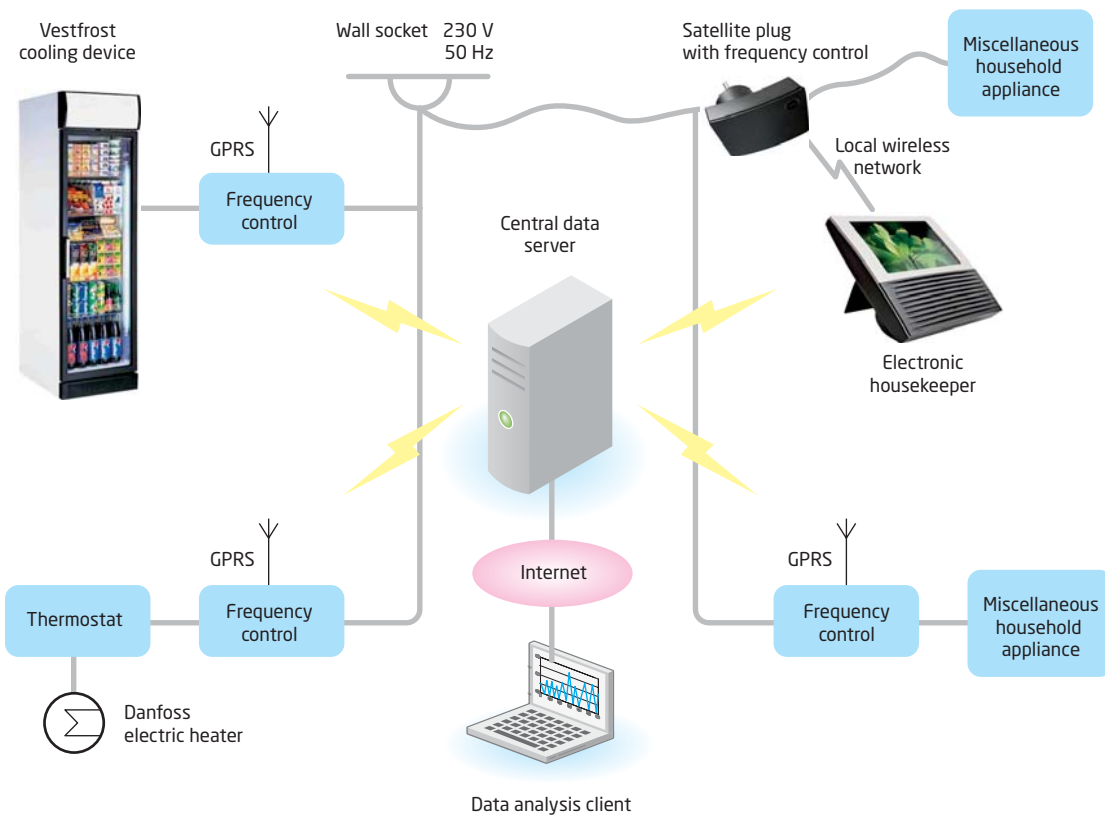 Vestfrost
cooling device
Wall socket 230 V
50 Hz
Satellite plug
with frequency control
Miscellaneous
household
appliance
GPRS
Frequency
control
Local wireless
network
Central data
server
Electronic
housekeeper
GPRS
Thermostat
Frequency
control
Internet
GPRS
Frequency
control
Miscellaneous
household
appliance
Danfoss
electric heater
Data analysis client